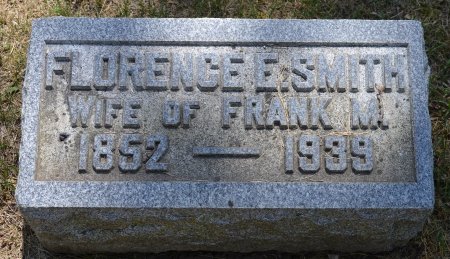 FLORENCE E. SMITH
WIFE OF FRANK M.
1852 — 1939